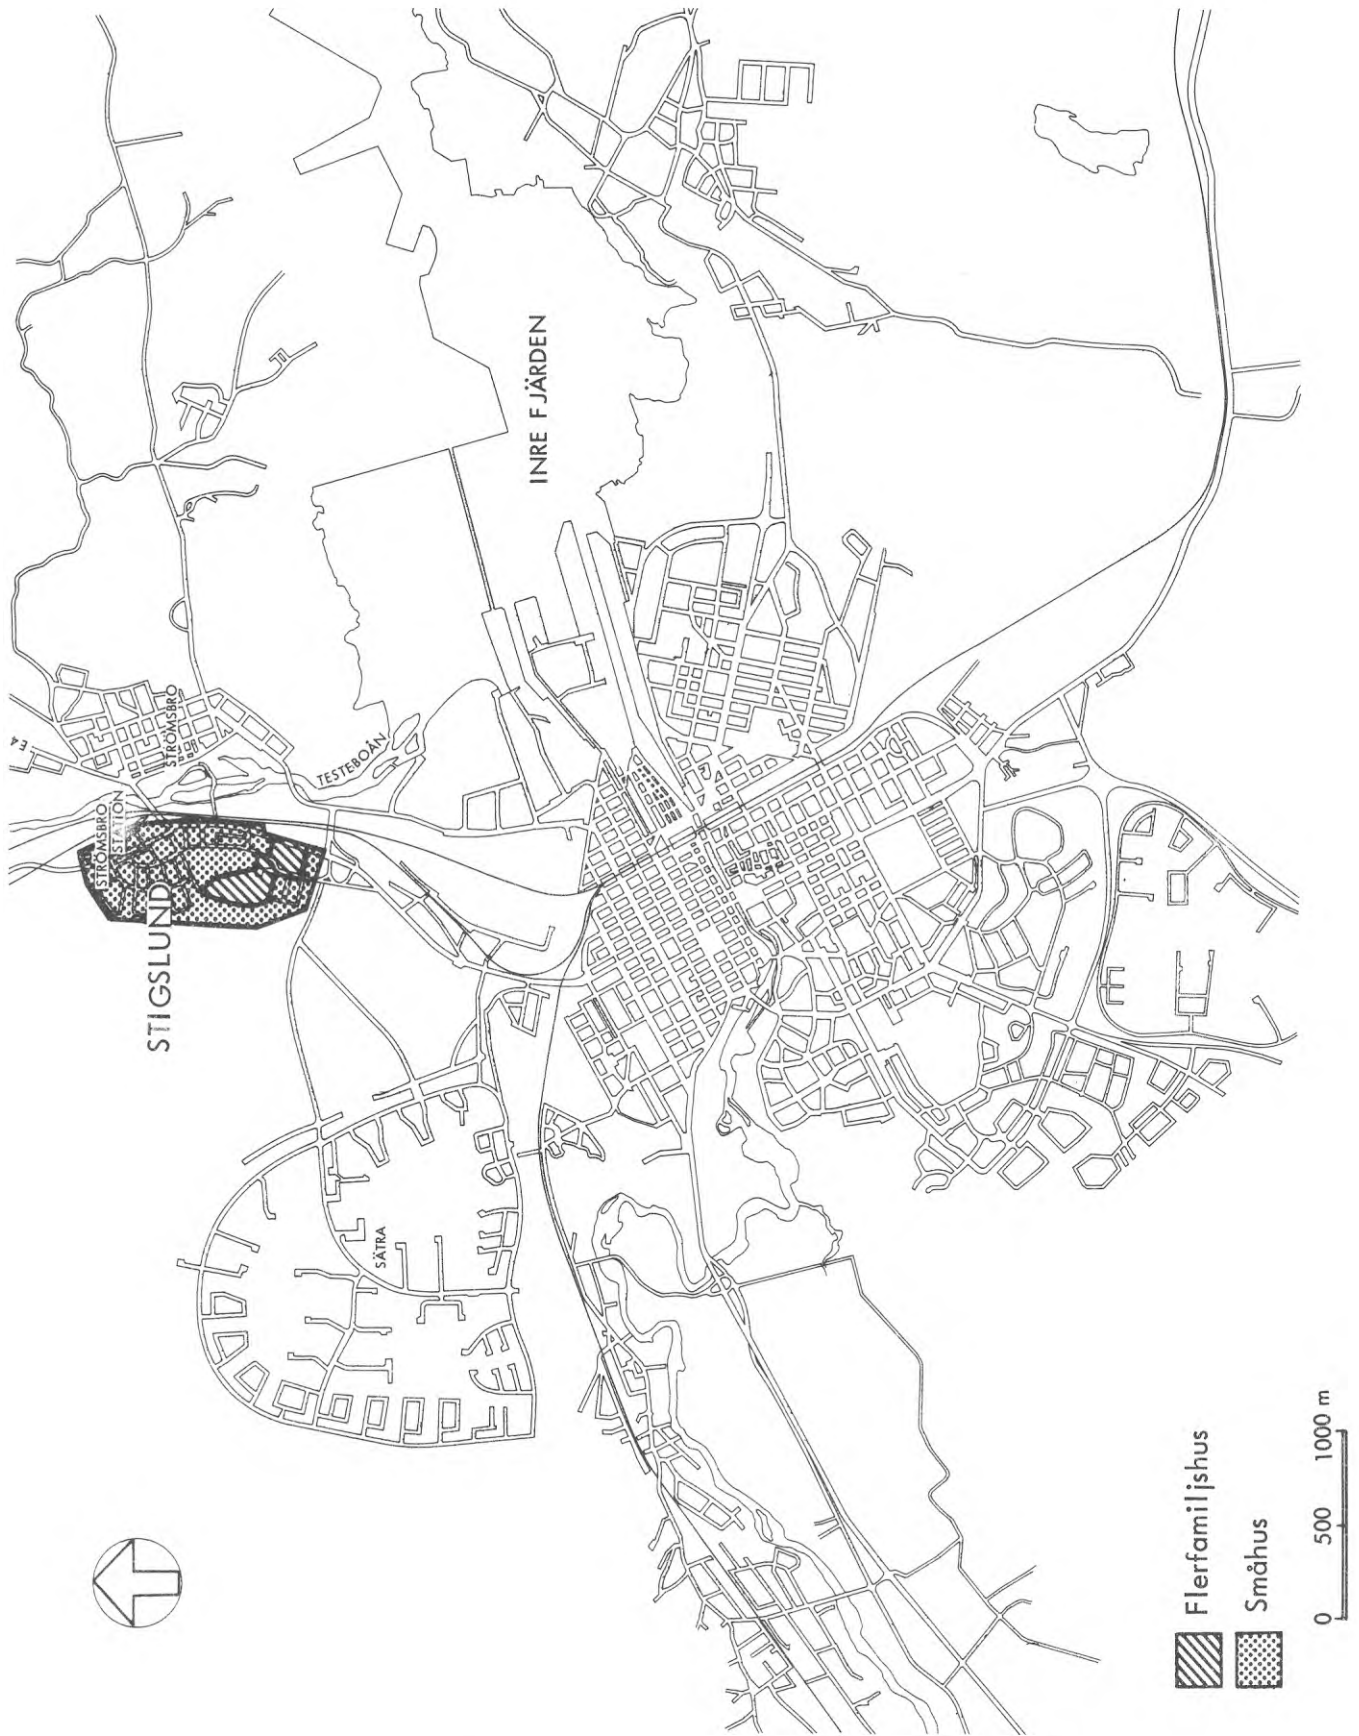 E4
STRÖMSBRO
STRÖMSBRO
STATION
STIGSLUND
TESTEBOÅN
INRE FJÄRDEN
SÄTRA
Flerfamiljshus
Småhus
0 500 1000 m